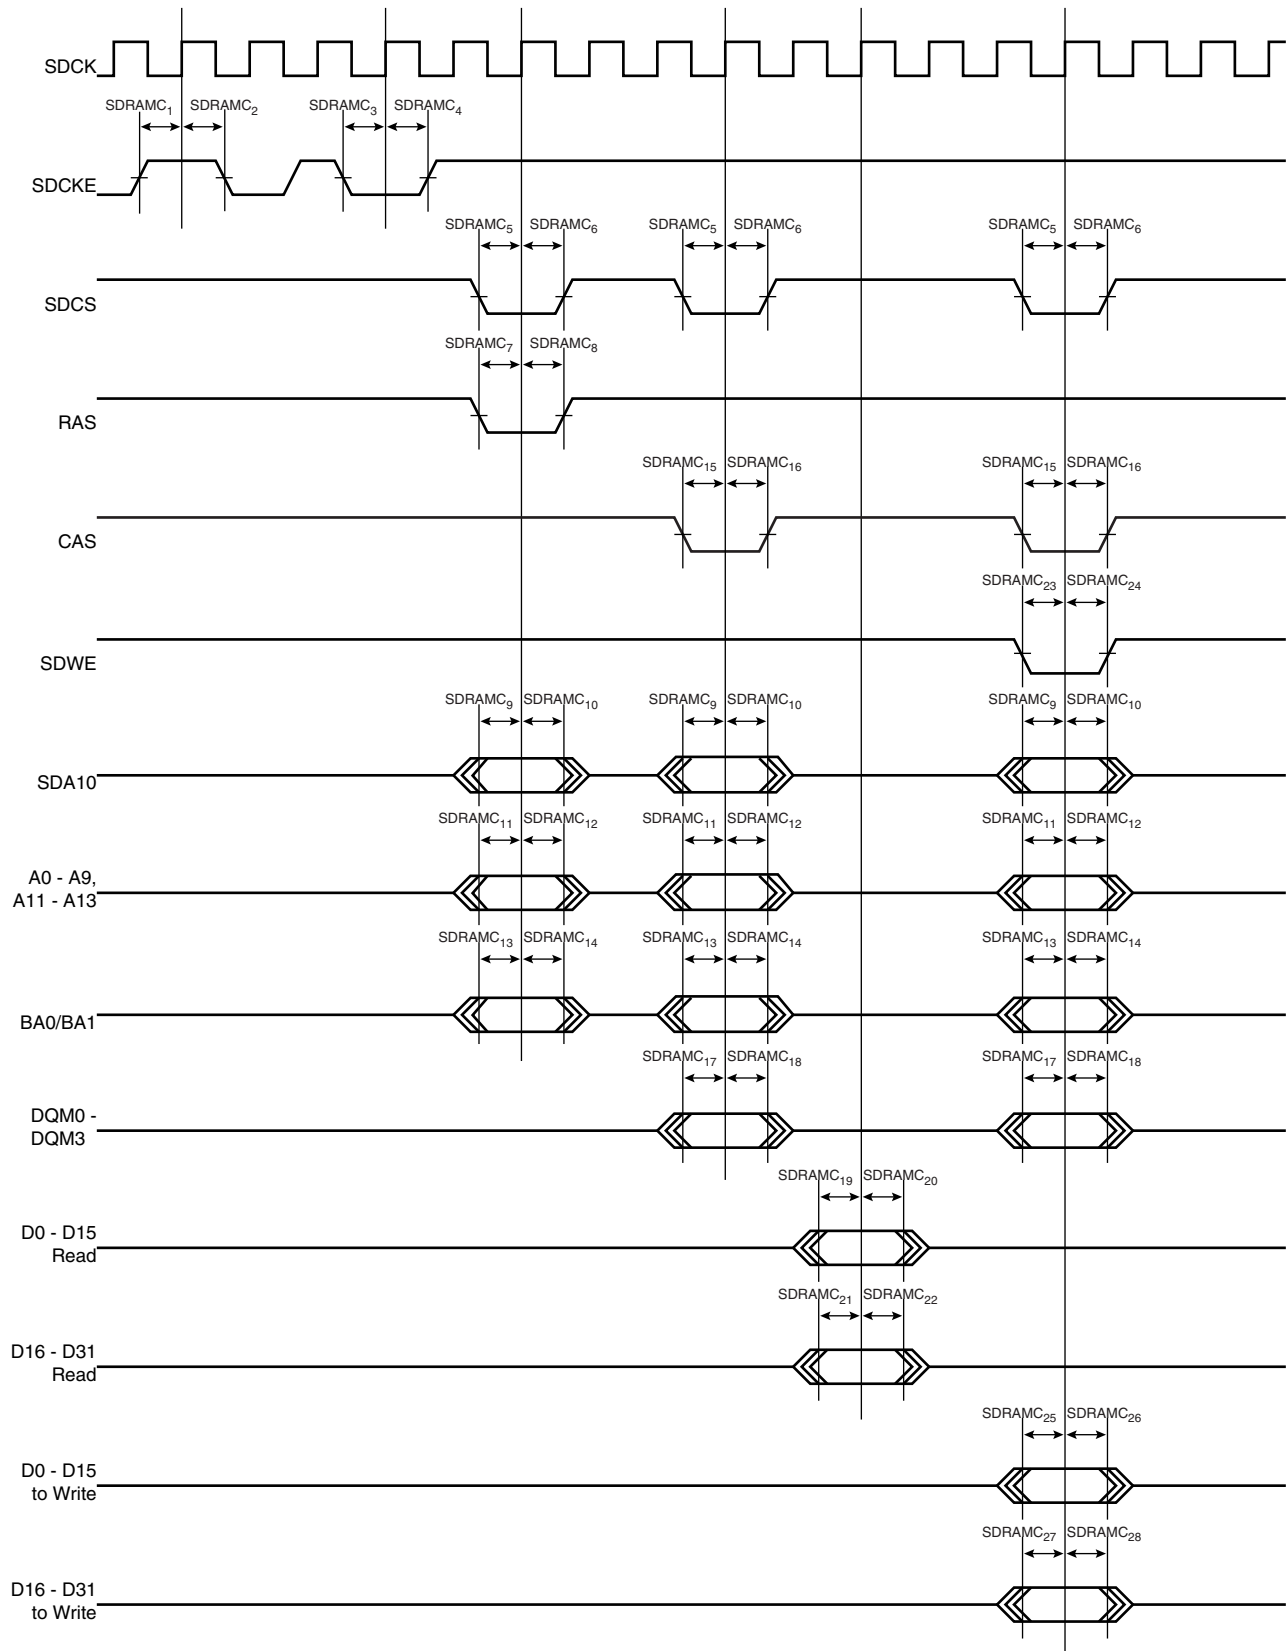 SDCK
SDRAMC1 SDRAMC2 SDRAMC3 SDRAMC4
SDCKE
SDRAMC5 SDRAMC6 SDRAMC5 SDRAMC6 SDRAMC5 SDRAMC6
SDCS
SDRAMC7 SDRAMC8
RAS
SDRAMC15 SDRAMC16 SDRAMC15 SDRAMC16
CAS
SDRAMC23 SDRAMC24
SDWE
SDRAMC9 SDRAMC10 SDRAMC9 SDRAMC10 SDRAMC9 SDRAMC10
SDA10
SDRAMC11 SDRAMC12 SDRAMC11 SDRAMC12 SDRAMC11 SDRAMC12
A0 - A9,
A11 - A13
SDRAMC13 SDRAMC14 SDRAMC13 SDRAMC14 SDRAMC13 SDRAMC14
BA0/BA1
SDRAMC17 SDRAMC18 SDRAMC17 SDRAMC18
DQM0 -
DQM3
SDRAMC19 SDRAMC20
D0 - D15
Read
SDRAMC21 SDRAMC22
D16 - D31
Read
SDRAMC25 SDRAMC26
D0 - D15
to Write
SDRAMC27 SDRAMC28
D16 - D31
to Write